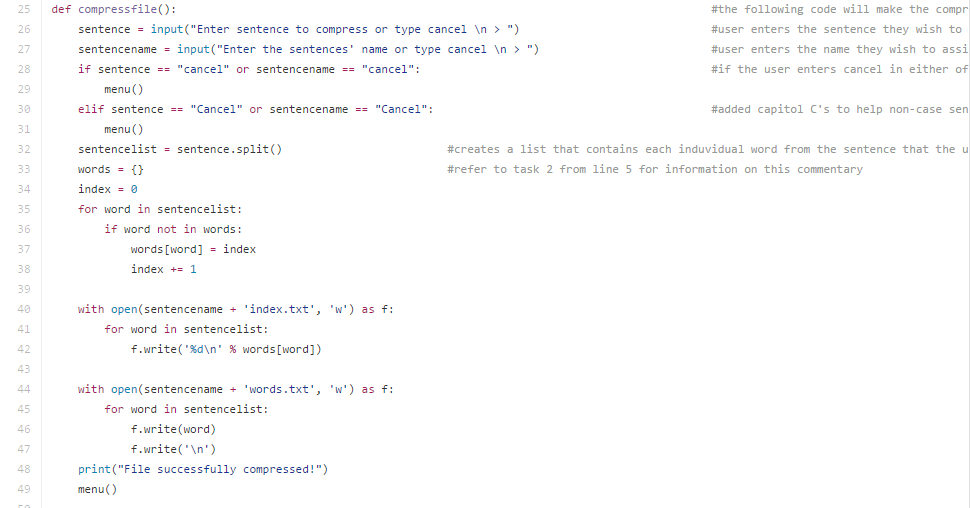 25 def compressfile(): #the following code will make the compr
26 sentence = input("Enter sentence to compress or type cancel \n > ") #user enters the sentence they wish to
27 sentencename = input("Enter the sentences' name or type cancel \n > ") #user enters the name they wish to assi
28 if sentence == "cancel" or sentencename == "cancel": #if the user enters cancel in either of
29 menu()
30 elif sentence == "Cancel" or sentencename == "Cancel": #added capitol C's to help non-case sen
31 menu()
32 sentencelist = sentence.split() #creates a list that contains each induvidual word from the sentence that the u
33 words = {} #refer to task 2 from line 5 for information on this commentary
34 index = 0
35 for word in sentencelist:
36 if word not in words:
37 words[word] = index
38 index += 1
39
40 with open(sentencename + 'index.txt', 'w') as f:
41 for word in sentencelist:
42 f.write('%d\n' % words[word])
43
44 with open(sentencename + 'words.txt', 'w') as f:
45 for word in sentencelist:
46 f.write(word)
47 f.write('\n')
48 print("File successfully compressed!")
49 menu()